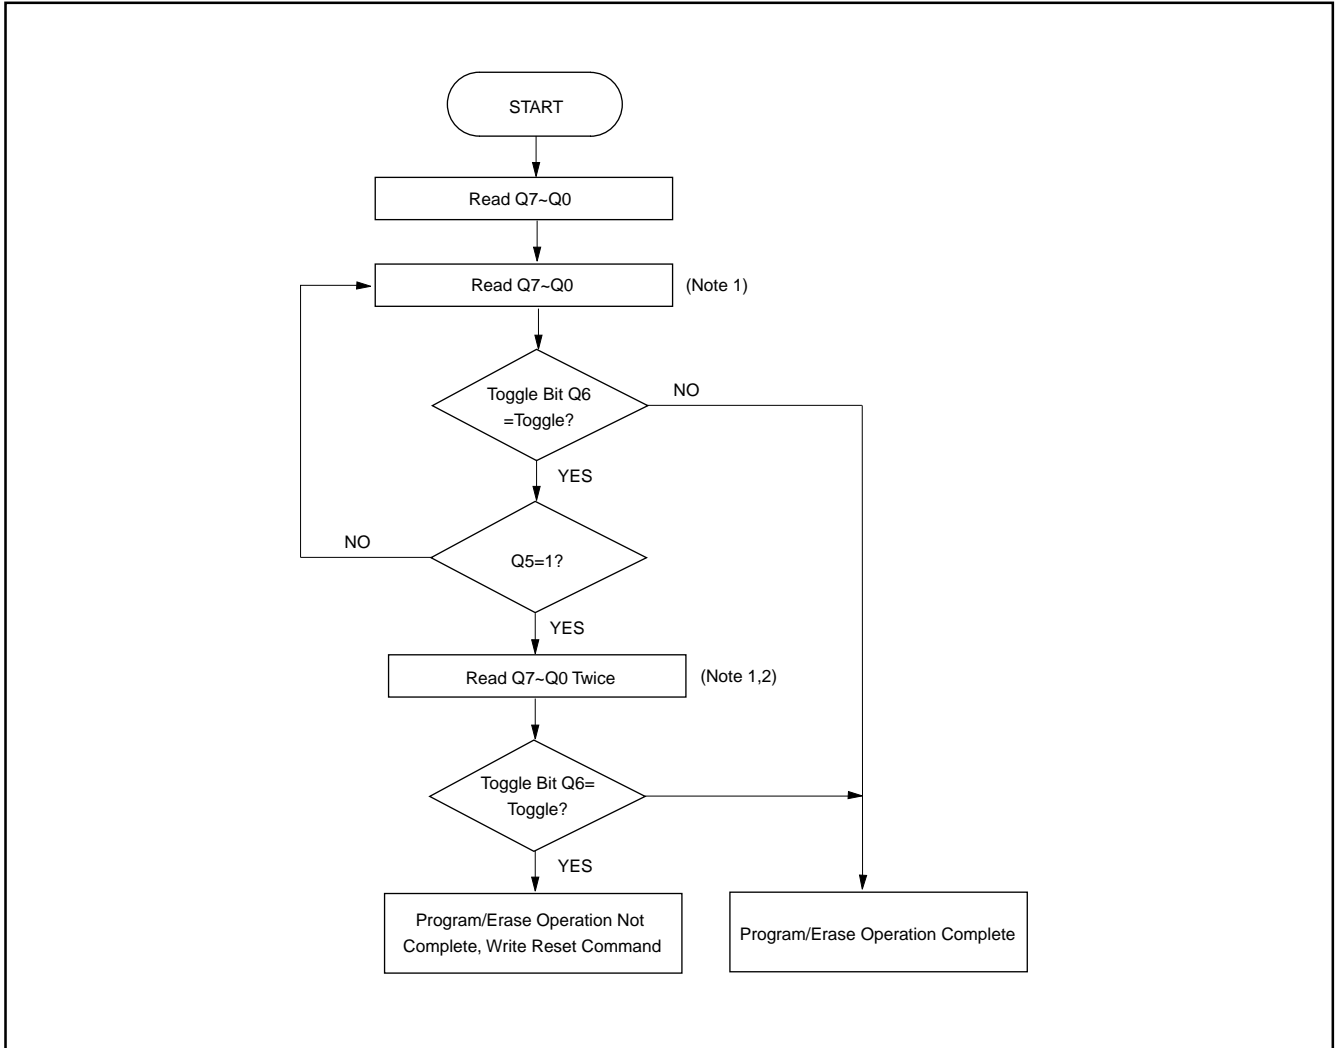 START
Read Q7~Q0
Read Q7~Q0
(Note 1)
Toggle Bit Q6
=Toggle?
NO
YES
NO
Q5=1?
YES
Read Q7~Q0 Twice
(Note 1,2)
Toggle Bit Q6=
Toggle?
YES
Program/Erase Operation Not
Complete, Write Reset Command
Program/Erase Operation Complete